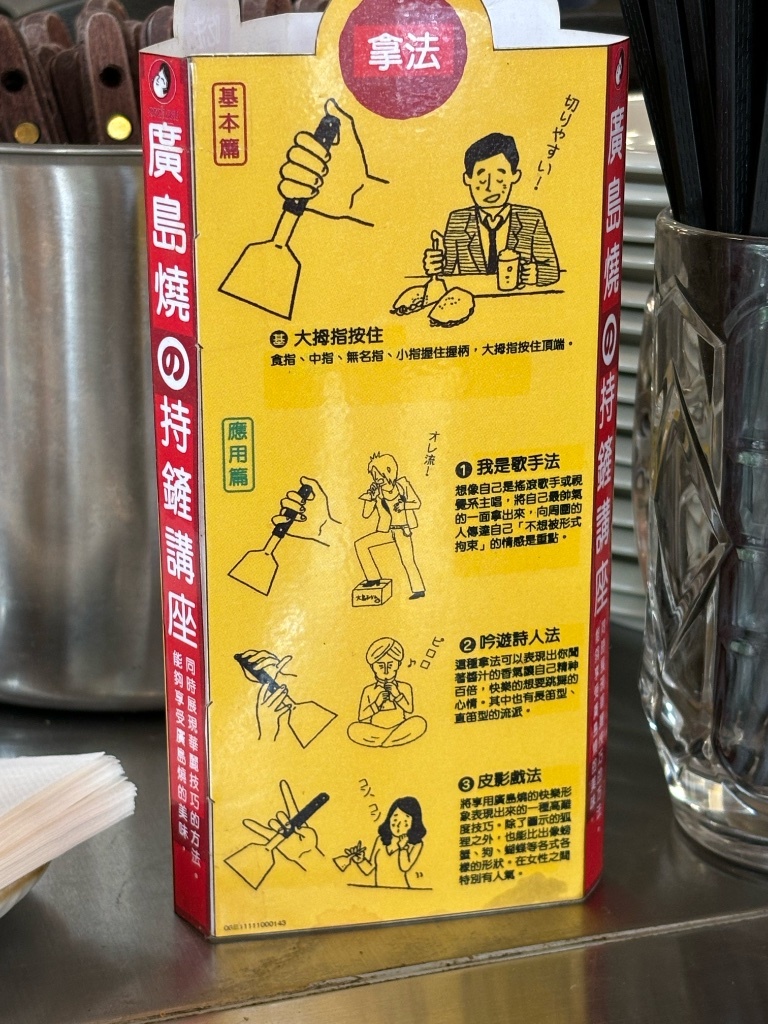 拿法
基本篇
切りやすい!
基 大拇指按住
食指、中指、無名指、小指握住握柄,大拇指按住頂端。
應用篇
オレ流!
1 我是歌手法
想像自己是搖滾歌手或視
覺系主唱,將自己最帥氣
的一面拿出來,向周圍的
人傳達自己「不想被形式
拘束」的情感是重點。
2 吟遊詩人法
ピロロ
這種拿法可以表現出你聞
著醬汁的香氣讓自己精神
百倍,快樂的想要跳舞的
心情。其中也有長笛型、
直笛型的流派。
3 皮影戲法
コンコン
將享用廣島燒的快樂形
象表現出來的一種高難
度技巧。除了圖示的狐
狸之外,也能比出像螃
蟹、狗、蝴蝶等各式各
樣的形狀。在女性之間
特別有人氣。
廣島燒の持鏟講座
同時展現華麗技巧的方法。
能夠享受廣島燒的美味,
廣島燒の持鏟講座